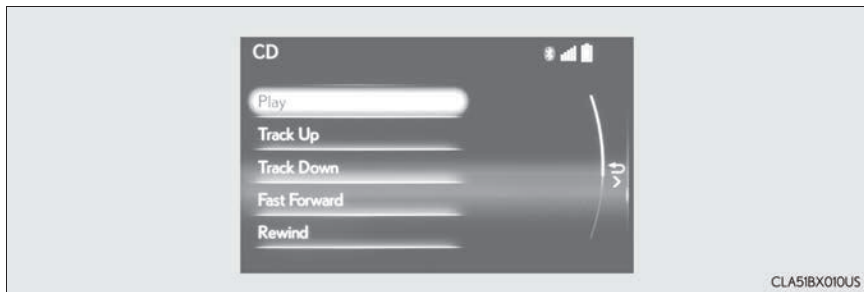 CD
Play
Track Up
Track Down
Fast Forward
Rewind
CLA51BX010US